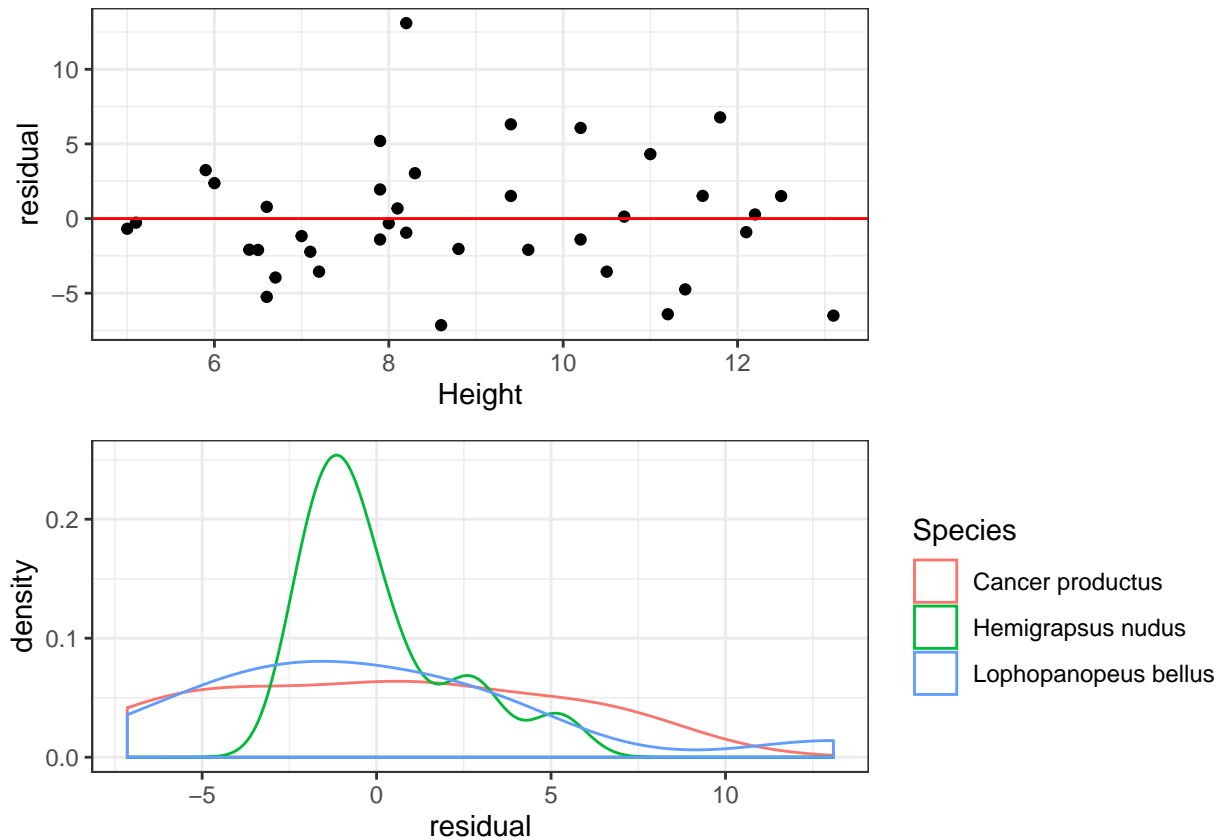 10
5
0
−5
residual
6
8
10
12
Height
0.2
0.1
0.0
density
−5
0
5
10
residual
Species
Cancer productus
Hemigrapsus nudus
Lophopanopeus bellus